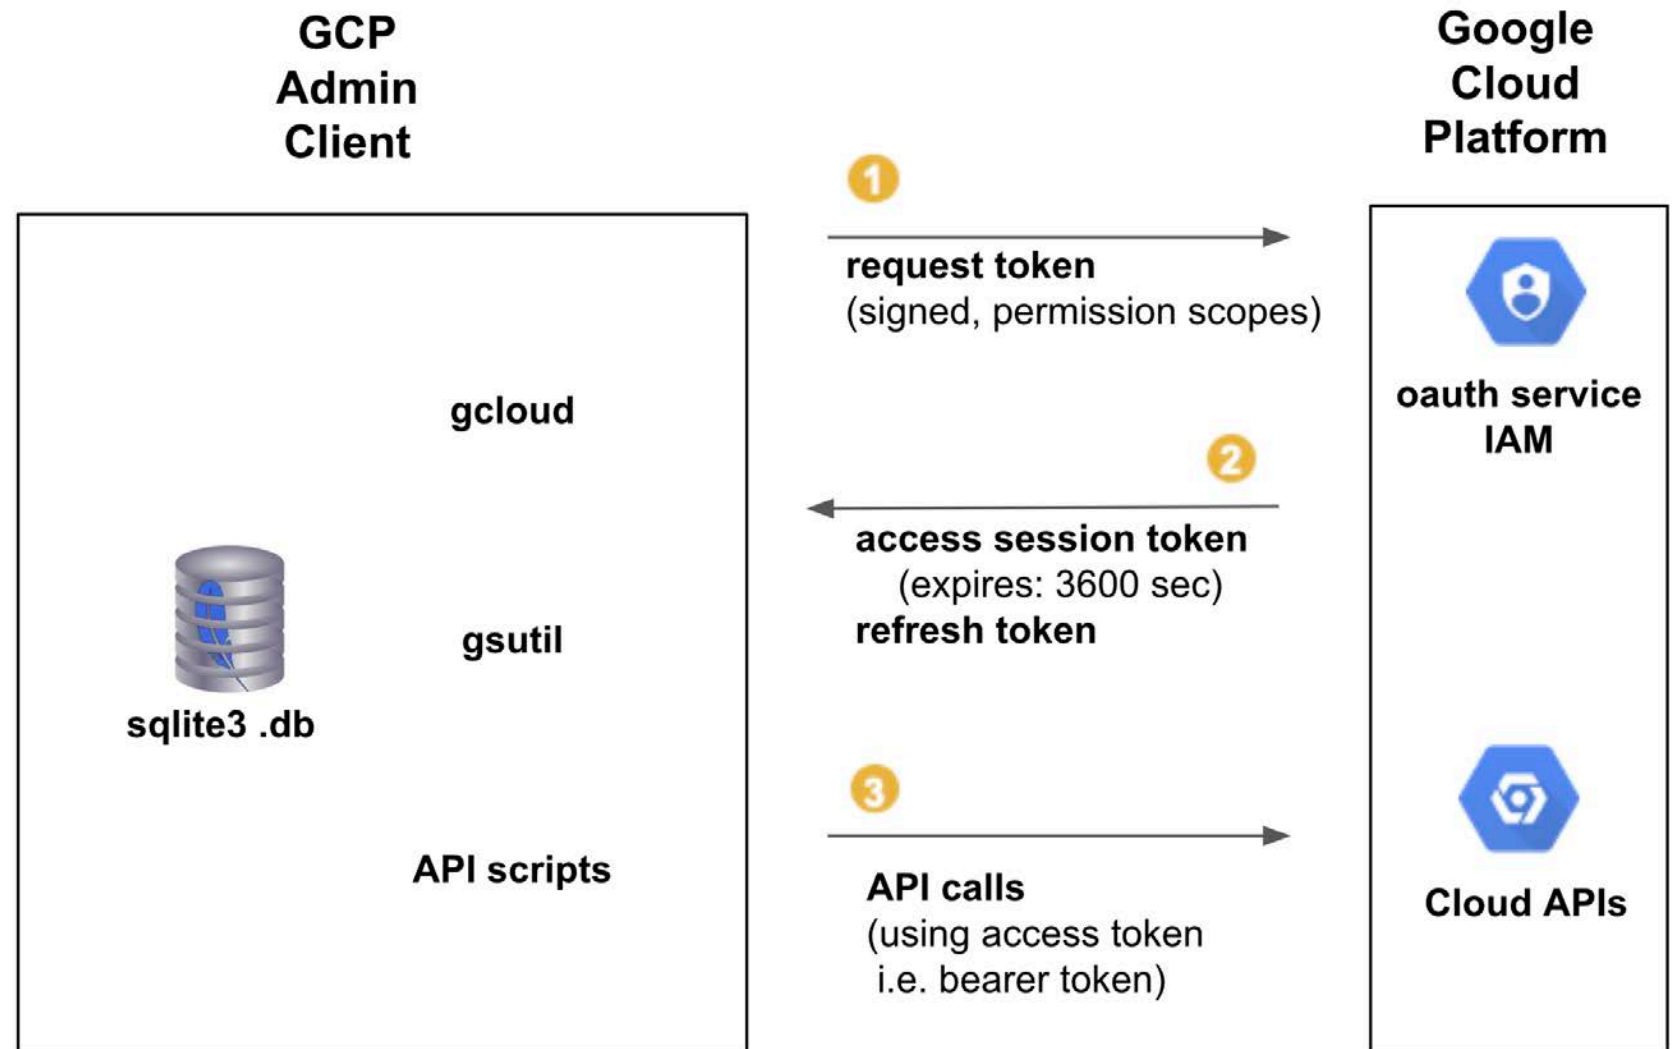 GCP
Admin
Client
Google
Cloud
Platform
1
request token
(signed, permission scopes)
oauth service
IAM
gcloud
2
access session token
(expires: 3600 sec)
refresh token
gsutil
sqlite3 .db
3
API scripts
API calls
(using access token
i.e. bearer token)
Cloud APIs